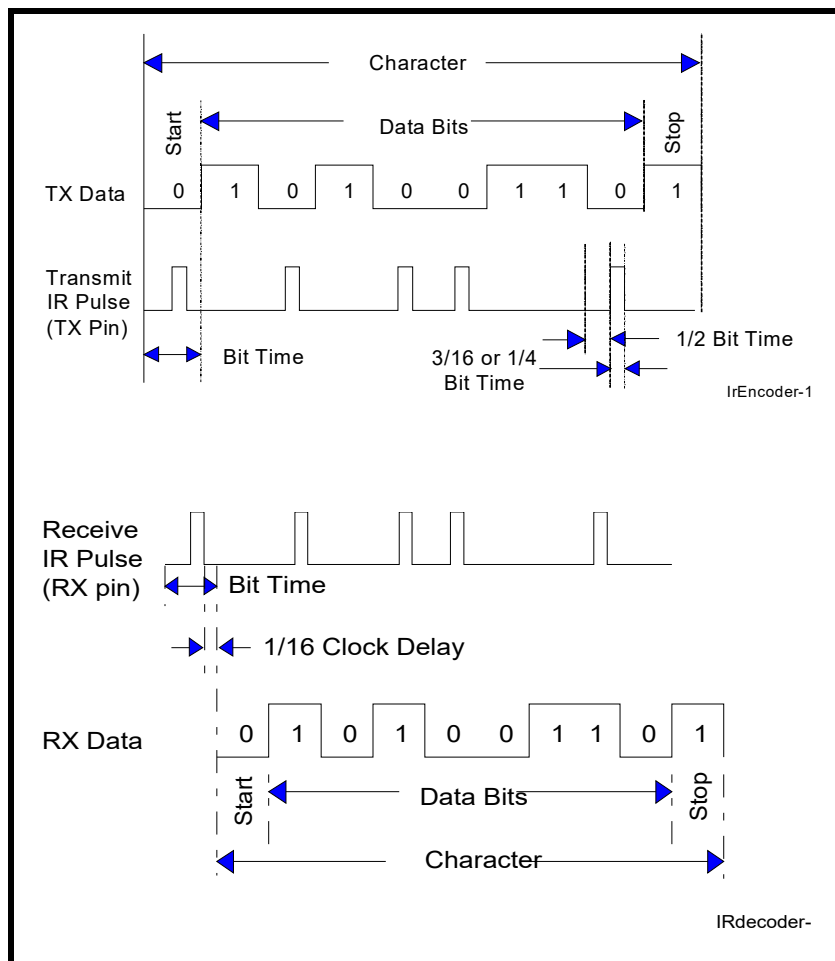 Character
Start
Data Bits
Stop
TX Data
0 1 0 1 0 0 1 1 0 1
Transmit
IR Pulse
(TX Pin)
Bit Time
3/16 or 1/4
Bit Time
1/2 Bit Time
IrEncoder-1
Receive
IR Pulse
(RX pin)
Bit Time
1/16 Clock Delay
RX Data
0 1 0 1 0 0 1 1 0 1
Start
Data Bits
Stop
Character
IRdecoder-